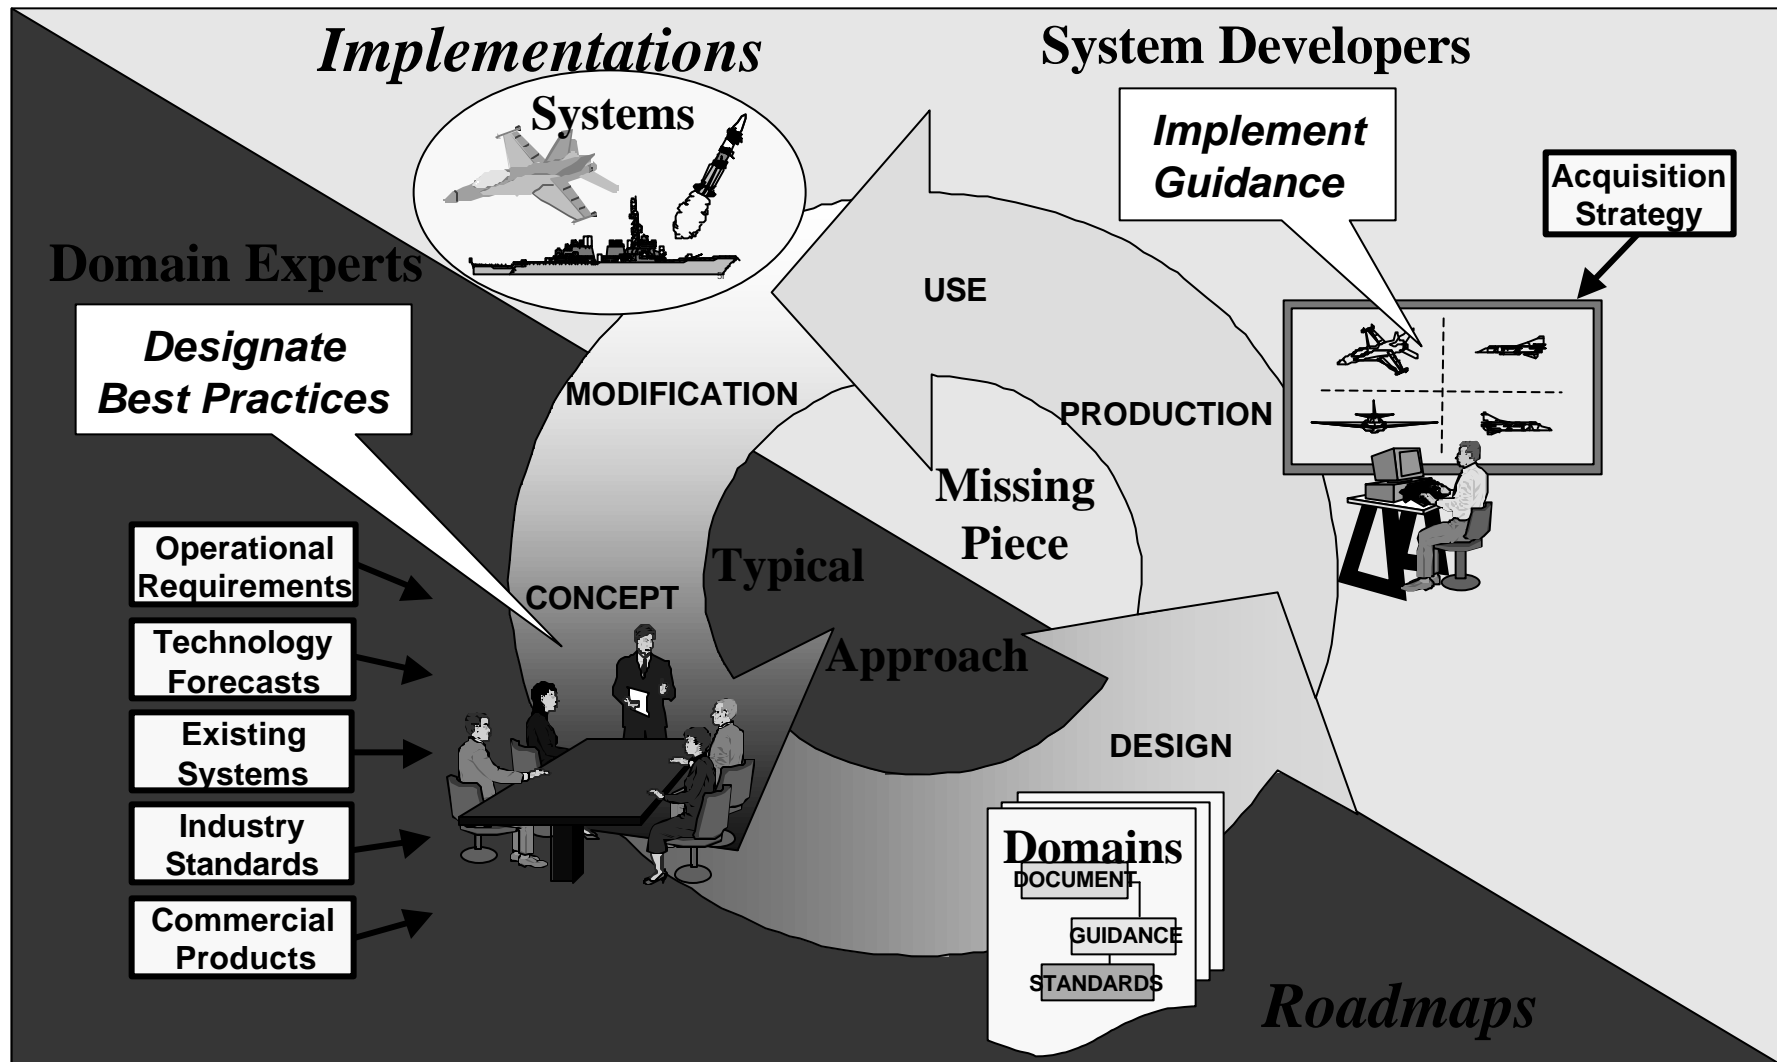 Implementations
System Developers
Systems
Implement
Guidance
Acquisition
Strategy
Domain Experts
Designate
Best Practices
USE
MODIFICATION
PRODUCTION
Missing
Piece
Typical
Approach
Operational
Requirements
CONCEPT
Technology
Forecasts
Existing
Systems
DESIGN
Industry
Standards
Domains
DOCUMENT
GUIDANCE
STANDARDS
Commercial
Products
Roadmaps